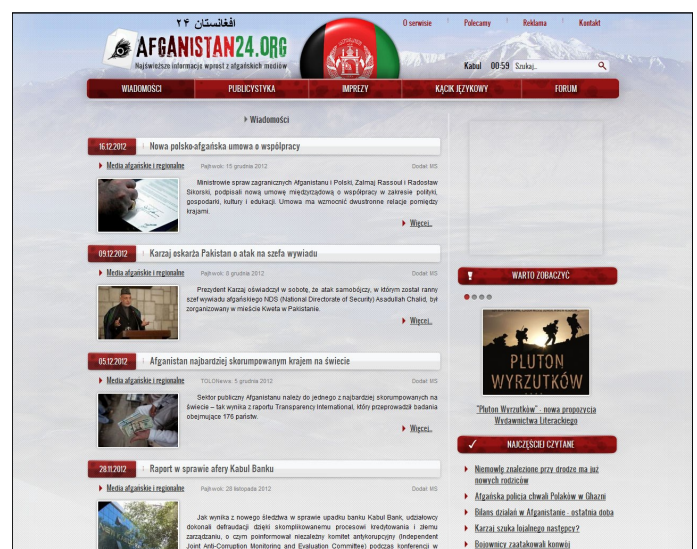 افغانستان ۲۴
AFGANISTAN24.ORG
Najświeższe informacje wprost z afgańskich mediów
O serwisie
Polecamy
Reklama
Kontakt
Kabul 00:59 Szukaj..
WIADOMOŚCI
PUBLICYSTYKA
IMPREZY
KĄCIK JĘZYKOWY
FORUM
Wiadomości
16.12.2012 Nowa polsko-afgańska umowa o współpracy
Media afgańskie i regionalne Pajhwok: 15 grudnia 2012 Dodał: MS
Ministrowie spraw zagranicznych Afganistanu i Polski, Zalmaj Rassoul i Radosław
Sikorski, podpisali nową umowę międzyrządową o współpracy w zakresie polityki,
gospodarki, kultury i edukacji. Umowa ma wzmocnić dwustronne relacje pomiędzy
krajami.
Więcej..
09.12.2012 Karzaj oskarża Pakistan o atak na szefa wywiadu
Media afgańskie i regionalne Pajhwok: 8 grudnia 2012 Dodał: MS
Prezydent Karzaj oświadczył w sobotę, że atak samobójczy, w którym został ranny
szef wywiadu afgańskiego NDS (National Directorate of Security) Asadullah Chalid, był
zorganizowany w mieście Kweta w Pakistanie.
Więcej..
05.12.2012 Afganistan najbardziej skorumpowanym krajem na świecie
Media afgańskie i regionalne TOLONews: 5 grudnia 2012 Dodał: MS
Sektor publiczny Afganistanu należy do jednego z najbardziej skorumpowanych na
świecie – tak wynika z raportu Transparency International, który przeprowadził badania
obejmujące 176 państw.
Więcej..
28.11.2012 Raport w sprawie afery Kabul Banku
Media afgańskie i regionalne Pajhwok: 28 listopada 2012 Dodał: MS
Jak wynika z nowego śledztwa w sprawie upadku banku Kabul Bank, udziałowcy
dokonali defraudacji dzięki skomplikowanemu procesowi kredytowania i złemu
zarządzaniu, o czym poinformował niezależny komitet antykorupcyjny (Independent
Joint Anti-Corruption Monitoring and Evaluation Committee) podczas konferencji w
WARTO ZOBACZYĆ
PLUTON
WYRZUTKÓW
"Pluton Wyrzutków" - nowa propozycja
Wydawnictwa Literackiego
NAJCZĘŚCIEJ CZYTANE
Niemowlę znalezione przy drodze ma już
nowych rodziców
Afgańska policja chwali Polaków w Ghazni
Bilans działań w Afganistanie - ostatnia doba
Karzaj szuka lojalnego następcy?
Bojownicy zaatakowali konwój